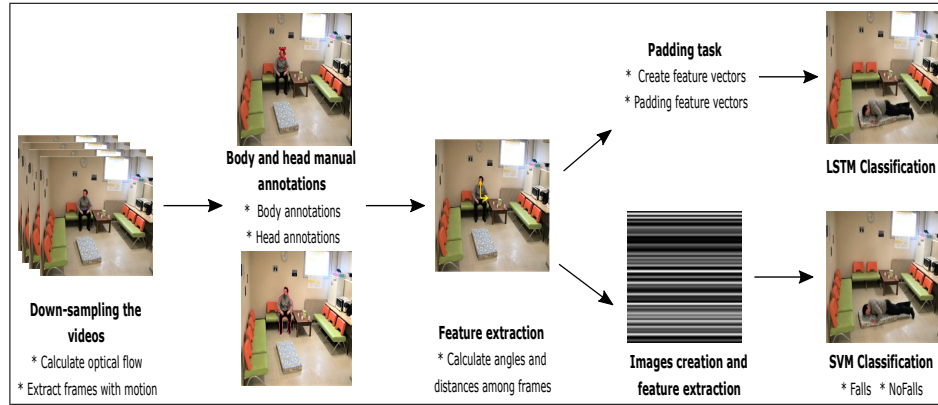 Down-sampling the
videos
* Calculate optical flow
* Extract frames with motion
Body and head manual
annotations
* Body annotations
* Head annotations
Feature extraction
* Calculate angles and
distances among frames
Padding task
* Create feature vectors
* Padding feature vectors
LSTM Classification
Images creation and
feature extraction
SVM Classification
* Falls * NoFalls